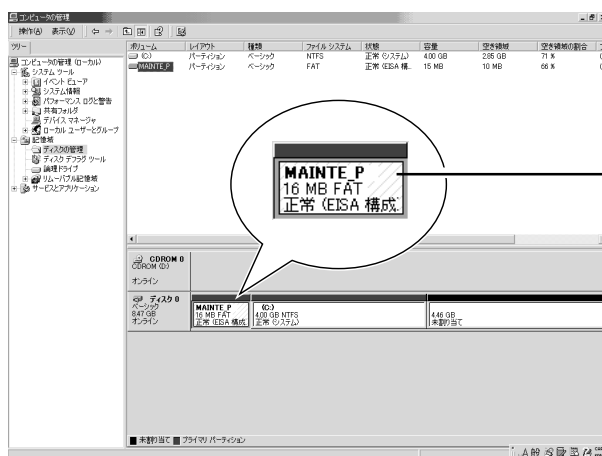 コンピュータの管理
操作(A) 表示(V)
ツリー
コンピュータの管理 (ローカル)
システム ツール
イベント ビューア
システム情報
パフォーマンス ログと警告
共有フォルダ
デバイス マネージャ
ローカル ユーザーとグループ
記憶域
ディスクの管理
ディスク デフラグ ツール
論理ドライブ
リムーバブル記憶域
サービスとアプリケーション
ボリューム レイアウト 種類 ファイル システム 状態 容量 空き領域 空き領域の割合
(C:) パーティション ベーシック NTFS 正常 (システム) 4.00 GB 2.85 GB 71 %
MAINTE_P パーティション ベーシック FAT 正常 (EISA 構.. 15 MB 10 MB 66 %
MAINTE_P
16 MB FAT
正常 (EISA 構成.
CDROM 0
CDROM (D:)
オンライン
ディスク 0
ベーシック
8.47 GB
オンライン
MAINTE_P
16 MB FAT
正常 (EISA 構成
(C:)
4.00 GB NTFS
正常 (システム)
4.46 GB
未割り当て
未割り当て プライマリ パーティション
A 般